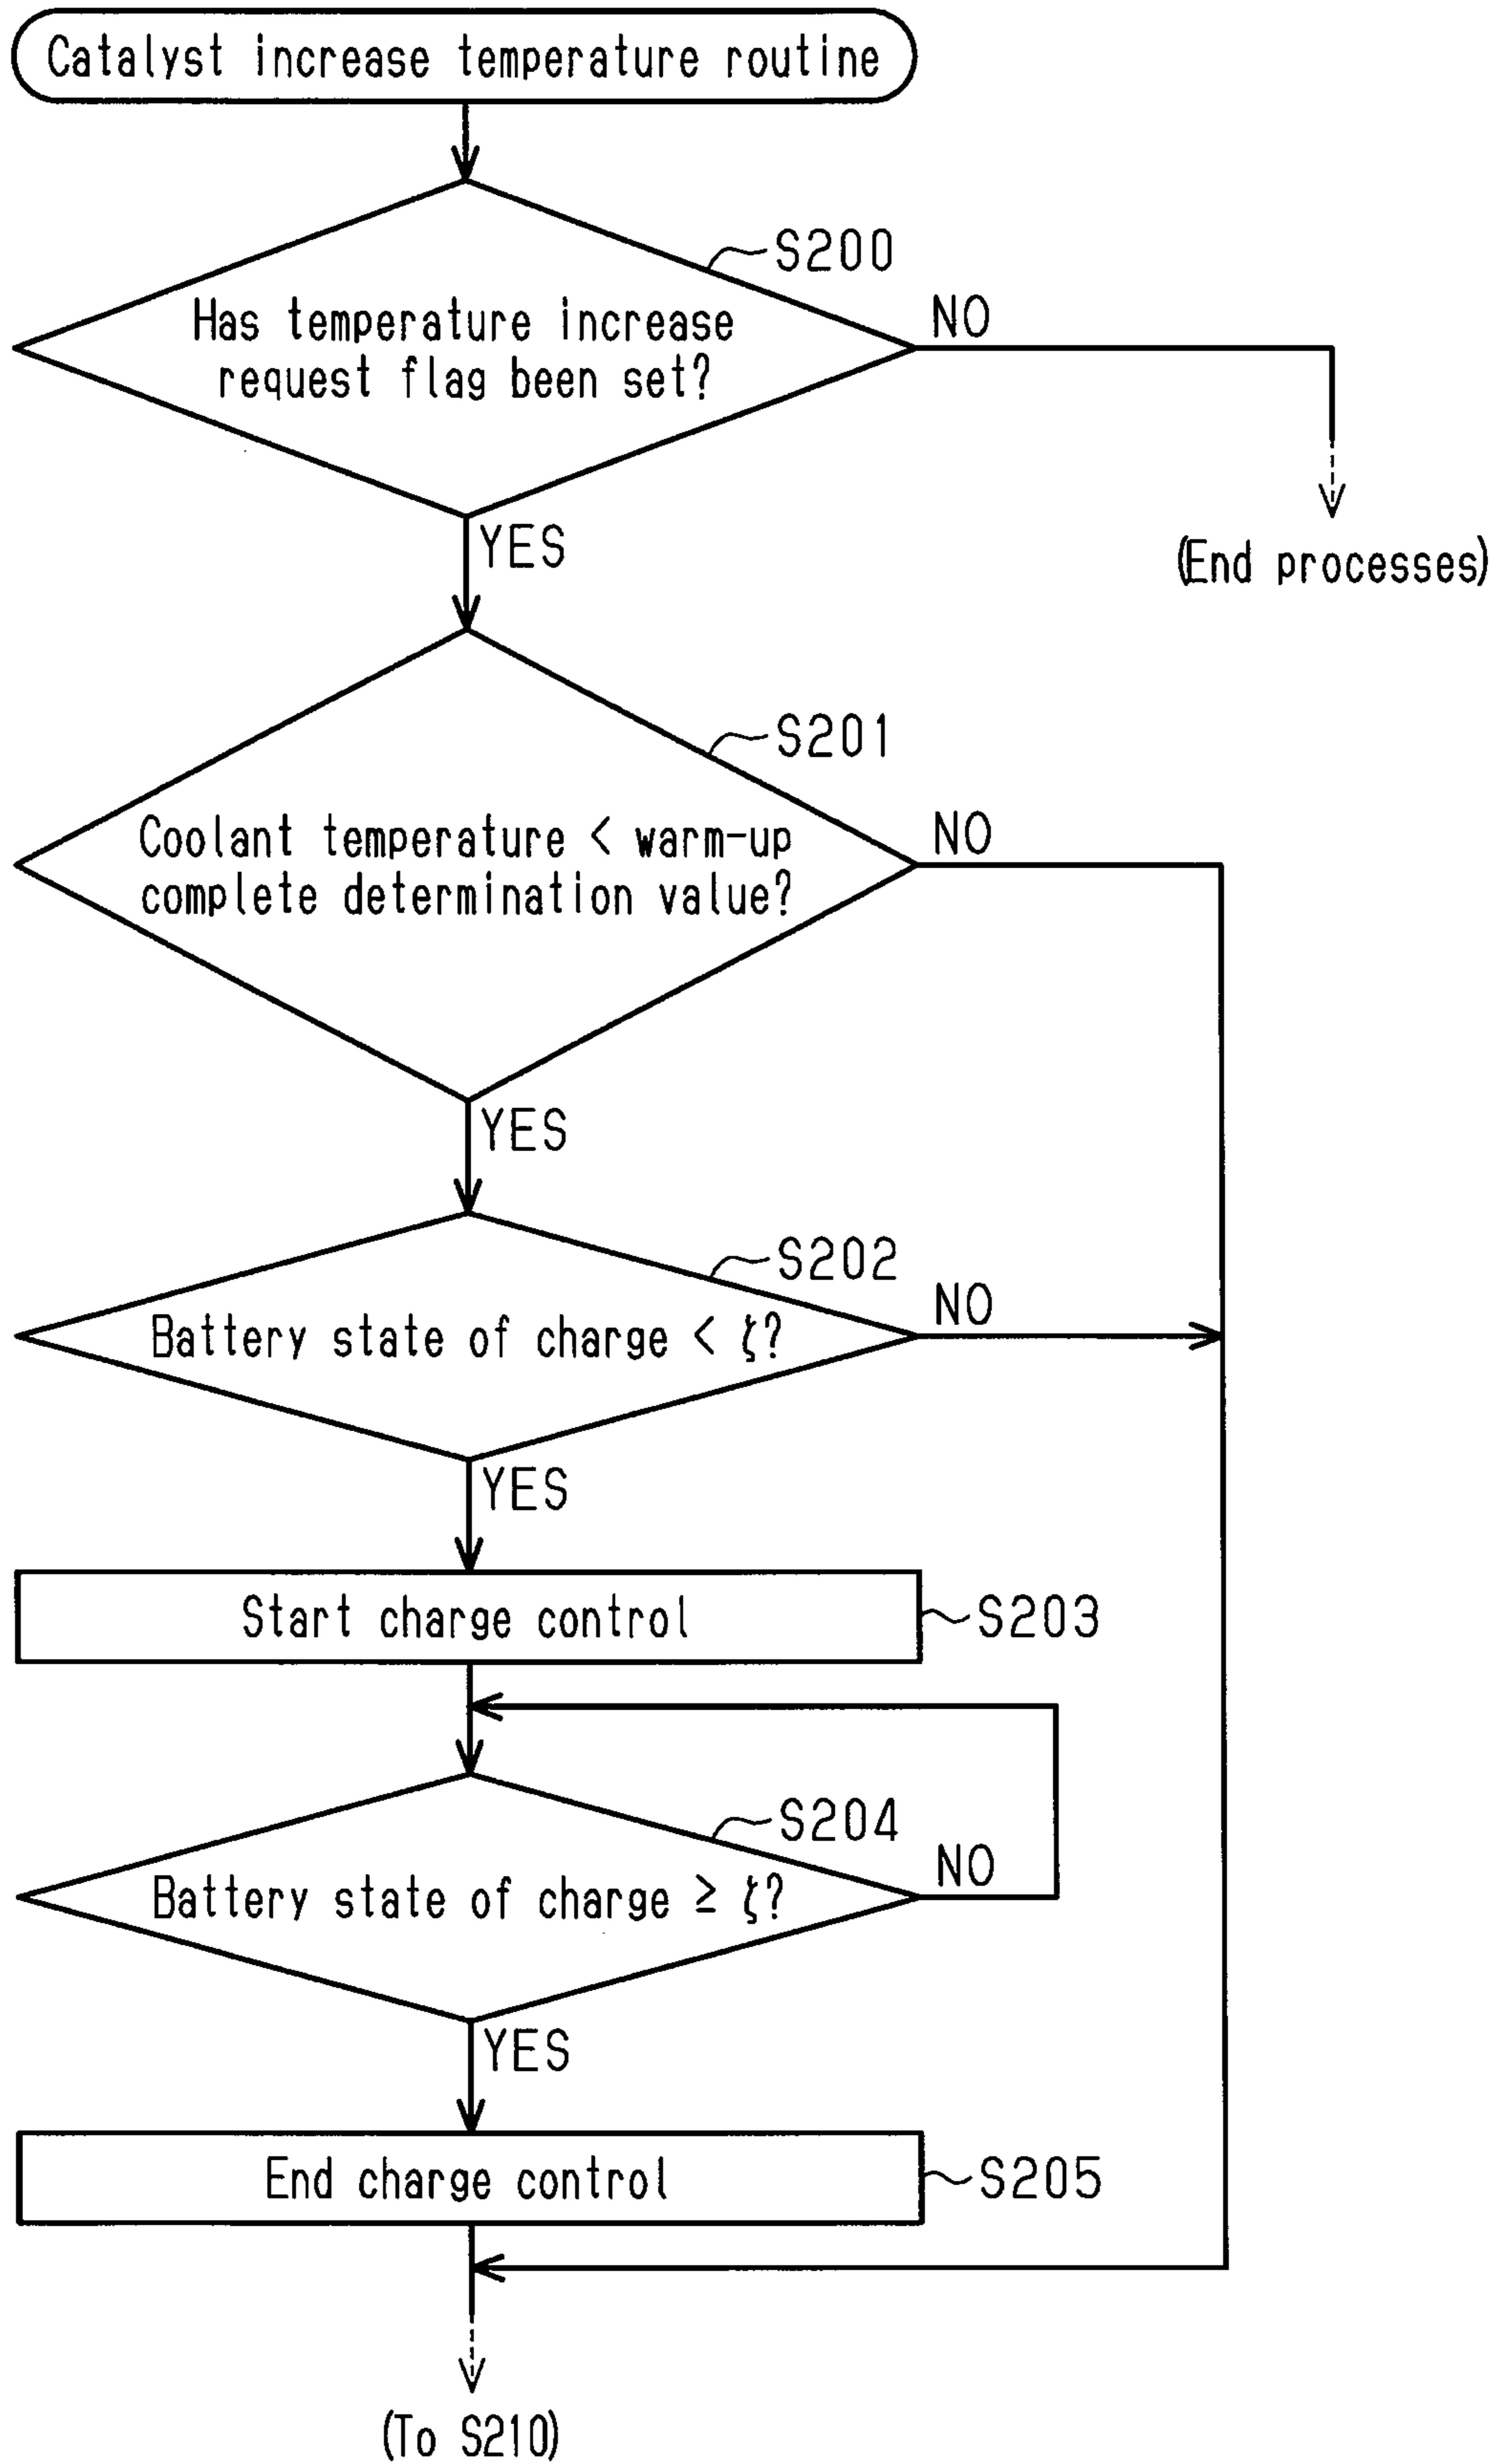 Catalyst increase temperature routine
S200
Has temperature increase
request flag been set?
NO
YES
(End processes)
S201
Coolant temperature < warm-up
complete determination value?
NO
YES
S202
Battery state of charge < ζ?
NO
YES
Start charge control
S203
S204
Battery state of charge ≥ ζ?
NO
YES
End charge control
S205
(To S210)